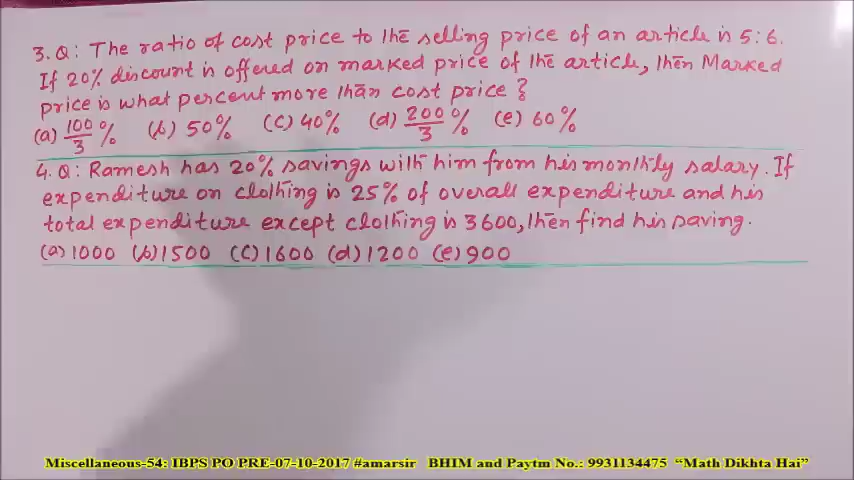 3. Q: The ratio of cost price to the selling price of an article is 5:6.
If 20% discount is offered on marked price of the article, then Marked
price is what percent more than cost price?
(a) 100/3 % (b) 50% (c) 40% (d) 200/3 % (e) 60%
4. Q: Ramesh has 20% savings with him from his monthly salary. If
expenditure on clothing is 25% of overall expenditure and his
total expenditure except clothing is 3600, then find his saving.
(a) 1000 (b) 1500 (c) 1600 (d) 1200 (e) 900
Miscellaneous-54: IBPS PO PRE-07-10-2017 #amarsir BHIM and Paytm No.: 9931134475 “Math Dikhta Hai”